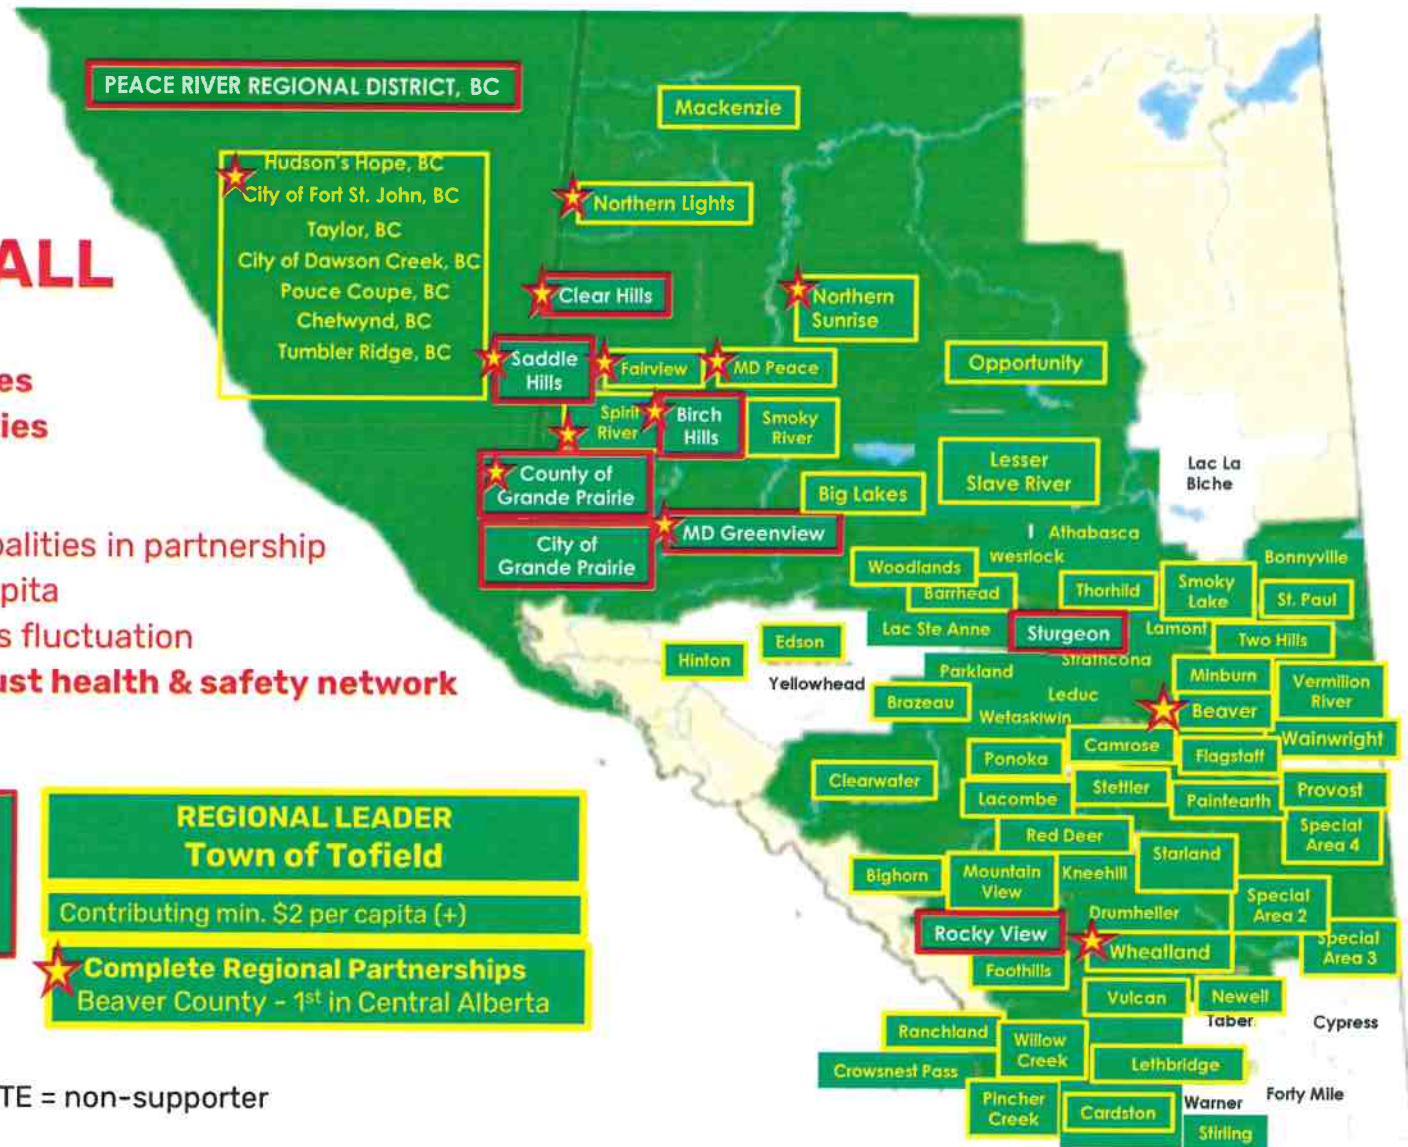 PEACE RIVER REGIONAL DISTRICT, BC
Mackenzie
Hudson's Hope, BC
City of Fort St. John, BC
Taylor, BC
City of Dawson Creek, BC
Pouce Coupe, BC
Chetwynd, BC
Tumbler Ridge, BC
Northern Lights
ALL
Clear Hills
Northern
Sunrise
Saddle
Hills
Fairview
MD Peace
Opportunity
es
ies
Spirit
River
Birch
Hills
Smoky
River
County of
Grande Prairie
Big Lakes
Lesser
Slave River
Lac La
Biche
City of
Grande Prairie
MD Greenview
palities in partnership
pita
s fluctuation
ust health & safety network
Athabasca
Westlock
Bonnyville
Woodlands
Barrhead
Thorhild
Smoky
Lake
St. Paul
Lac Ste Anne
Sturgeon
Lamont
Two Hills
Hinton
Edson
Yellowhead
Parkland
Strathcona
Minburn
Vermilion
River
Brazeau
Leduc
Wetaskiwin
Beaver
Camrose
Flagstaff
Wainwright
Ponoka
Clearwater
Lacombe
Stettler
Paintearth
Provost
Red Deer
Special
Area 4
Starland
Bighorn
Mountain
View
Kneehill
Special
Area 2
Drumheller
Rocky View
Wheatland
Special
Area 3
Foothills
Vulcan
Newell
Taber
Cypress
Ranchland
Willow
Creek
Lethbridge
Crowsnest Pass
Pincher
Creek
Cardston
Warner
Forty Mile
Stirling
REGIONAL LEADER
Town of Tofield
Contributing min. $2 per capita (+)
Complete Regional Partnerships
Beaver County - 1st in Central Alberta
TE = non-supporter